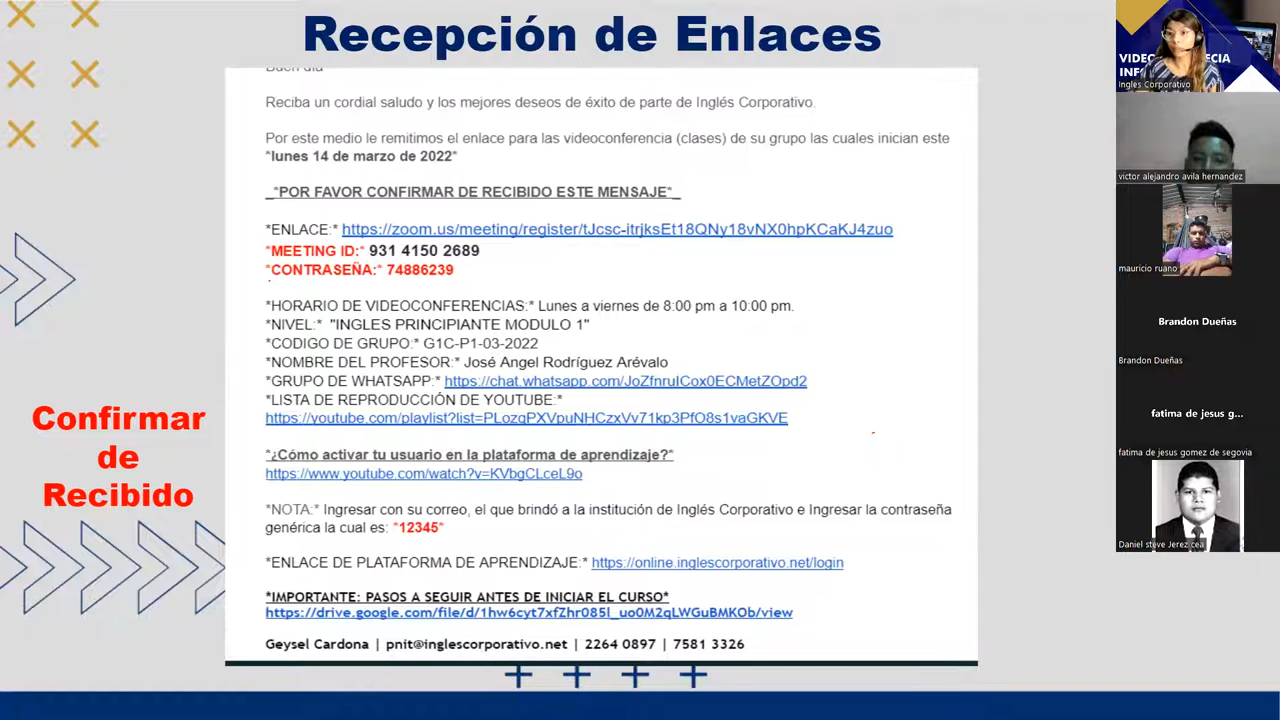 Recepción de Enlaces
Buen día
Reciba un cordial saludo y los mejores deseos de éxito de parte de Inglés Corporativo.
Por este medio le remitimos el enlace para las videoconferencia (clases) de su grupo las cuales inician este
*lunes 14 de marzo de 2022*
_*POR FAVOR CONFIRMAR DE RECIBIDO ESTE MENSAJE*_
*ENLACE:* https://zoom.us/meeting/register/tJcsc-itrjksEt18QNy18vNX0hpKCaKJ4zuo
*MEETING ID:* 931 4150 2689
*CONTRASEÑA:* 74886239
*HORARIO DE VIDEOCONFERENCIAS:* Lunes a viernes de 8:00 pm a 10:00 pm.
*NIVEL:* "INGLES PRINCIPIANTE MODULO 1"
*CODIGO DE GRUPO:* G1C-P1-03-2022
*NOMBRE DEL PROFESOR:* José Angel Rodríguez Arévalo
*GRUPO DE WHATSAPP:* https://chat.whatsapp.com/JoZfnruICox0ECMetZOpd2
*LISTA DE REPRODUCCIÓN DE YOUTUBE:*
https://youtube.com/playlist?list=PLozqPXVpuNHCzxVv71kp3PfO8s1vaGKVE
*¿Cómo activar tu usuario en la plataforma de aprendizaje?*
https://www.youtube.com/watch?v=KVbgCLceL9o
*NOTA:* Ingresar con su correo, el que brindó a la institución de Inglés Corporativo e Ingresar la contraseña
genérica la cual es: *12345*
*ENLACE DE PLATAFORMA DE APRENDIZAJE:* https://online.inglescorporativo.net/login
*IMPORTANTE: PASOS A SEGUIR ANTES DE INICIAR EL CURSO*
https://drive.google.com/file/d/1hw6cyt7xfZhr085l_uo0M2qLWGuBMKOb/view
Geysel Cardona | pnit@inglescorporativo.net | 2264 0897 | 7581 3326
Confirmar
de
Recibido
Ingles Corporativo
victor alejandro avila hernandez
mauricio ruano
Brandon Dueñas
Brandon Dueñas
fatima de jesus g...
fatima de jesus gomez de segovia
Daniel steve Jerez cea